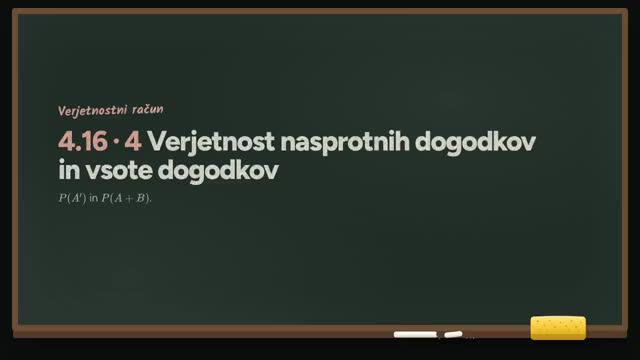 Verjetnostni račun
4.16 · 4 Verjetnost nasprotnih dogodkov
in vsote dogodkov
P(A′) in P(A + B).